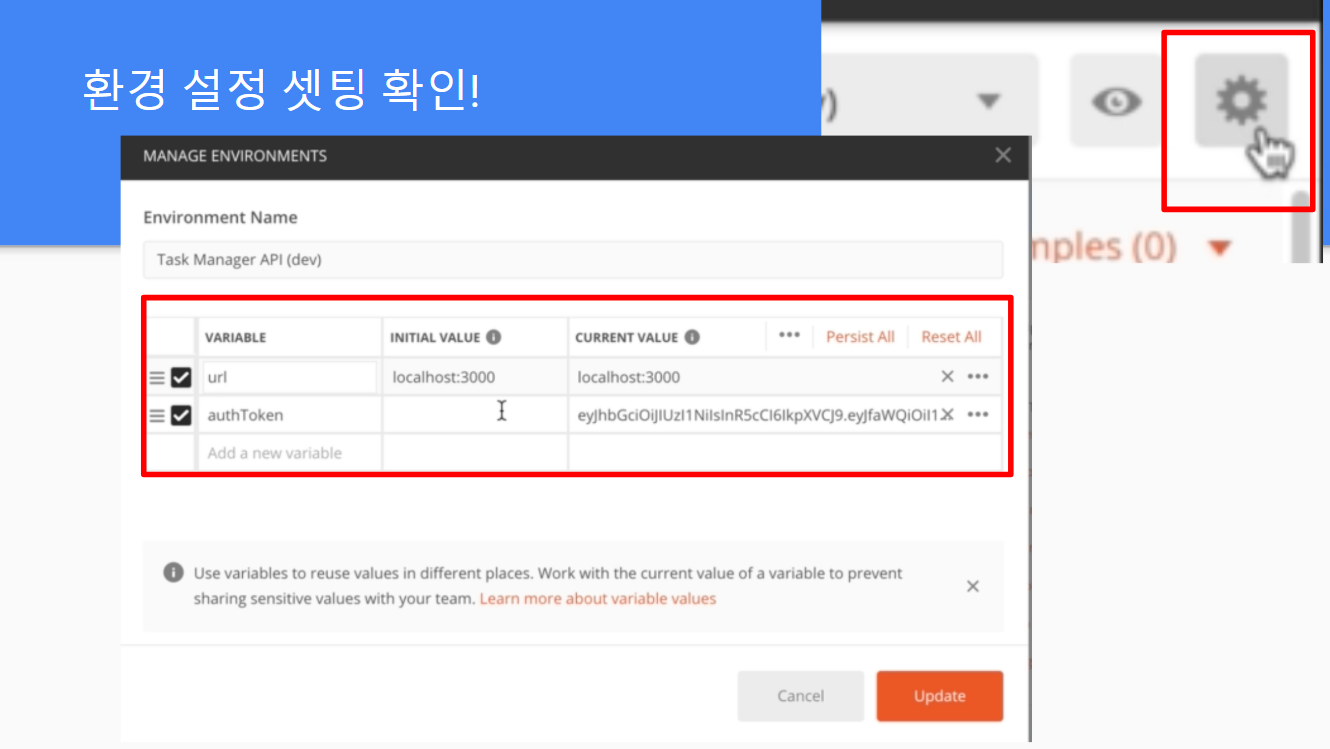 환경 설정 셋팅 확인!
MANAGE ENVIRONMENTS
mples (0)
Environment Name
Task Manager API (dev)
VARIABLE INITIAL VALUE CURRENT VALUE Persist All Reset All
url localhost:3000 localhost:3000
authToken eyJhbGciOiJIUzI1NiIsInR5cCI6IkpXVCJ9.eyJfaWQiOiI1
Add a new variable
Use variables to reuse values in different places. Work with the current value of a variable to prevent
sharing sensitive values with your team. Learn more about variable values
Cancel Update